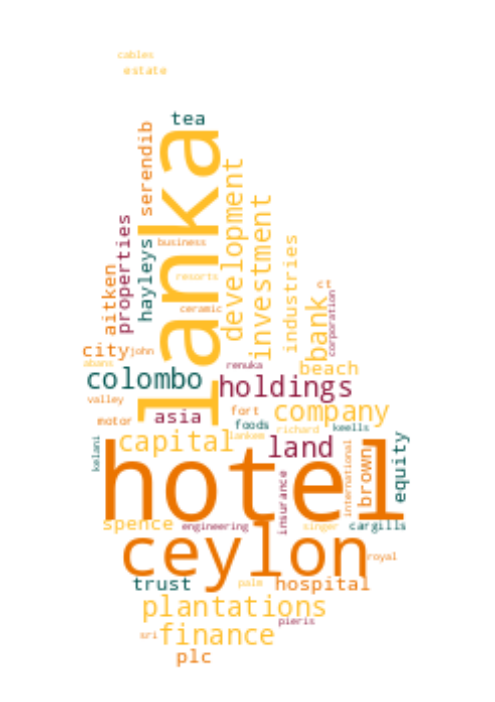 cables
estate
tea
serendib
lanka
development
properties
hayleys
business
investment
industries
resorts
aitken
ceramic
ct
bank
corporation
city
john
abans
renuka
beach
colombo
holdings
valley
asia
fort
company
motor
foods
richard
keells
capital
lankem
land
kelani
hotel
international
brown
equity
insurance
spence
engineering
singer
cargills
ceylon
royal
trust
palm
hospital
plantations
pieris
sri
finance
plc